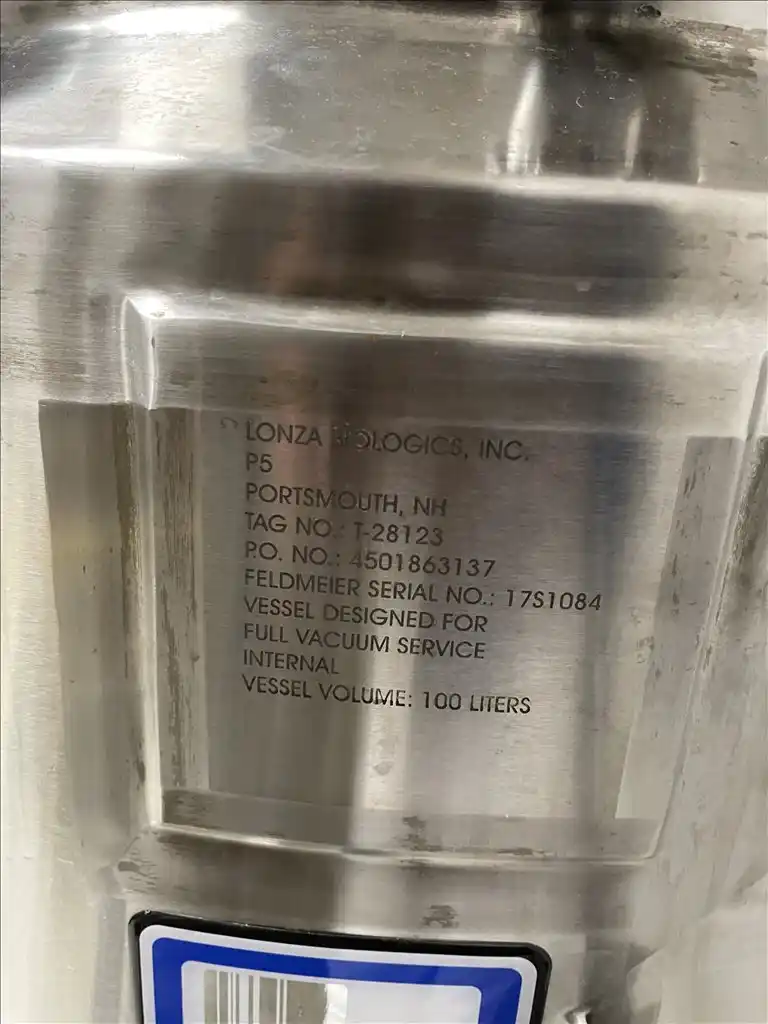 LONZA BIOLOGICS, INC.
P5
PORTSMOUTH, NH
TAG NO.: T-28123
P.O. NO.: 4501863137
FELDMEIER SERIAL NO.: 17S1084
VESSEL DESIGNED FOR
FULL VACUUM SERVICE
INTERNAL
VESSEL VOLUME: 100 LITERS